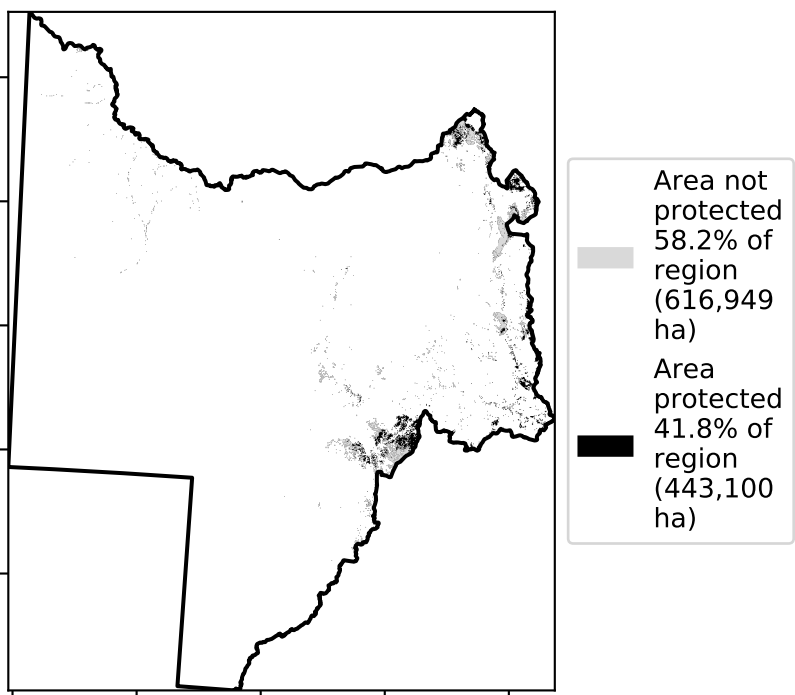 Area not
protected
58.2% of
region
(616,949
ha)
Area
protected
41.8% of
region
(443,100
ha)